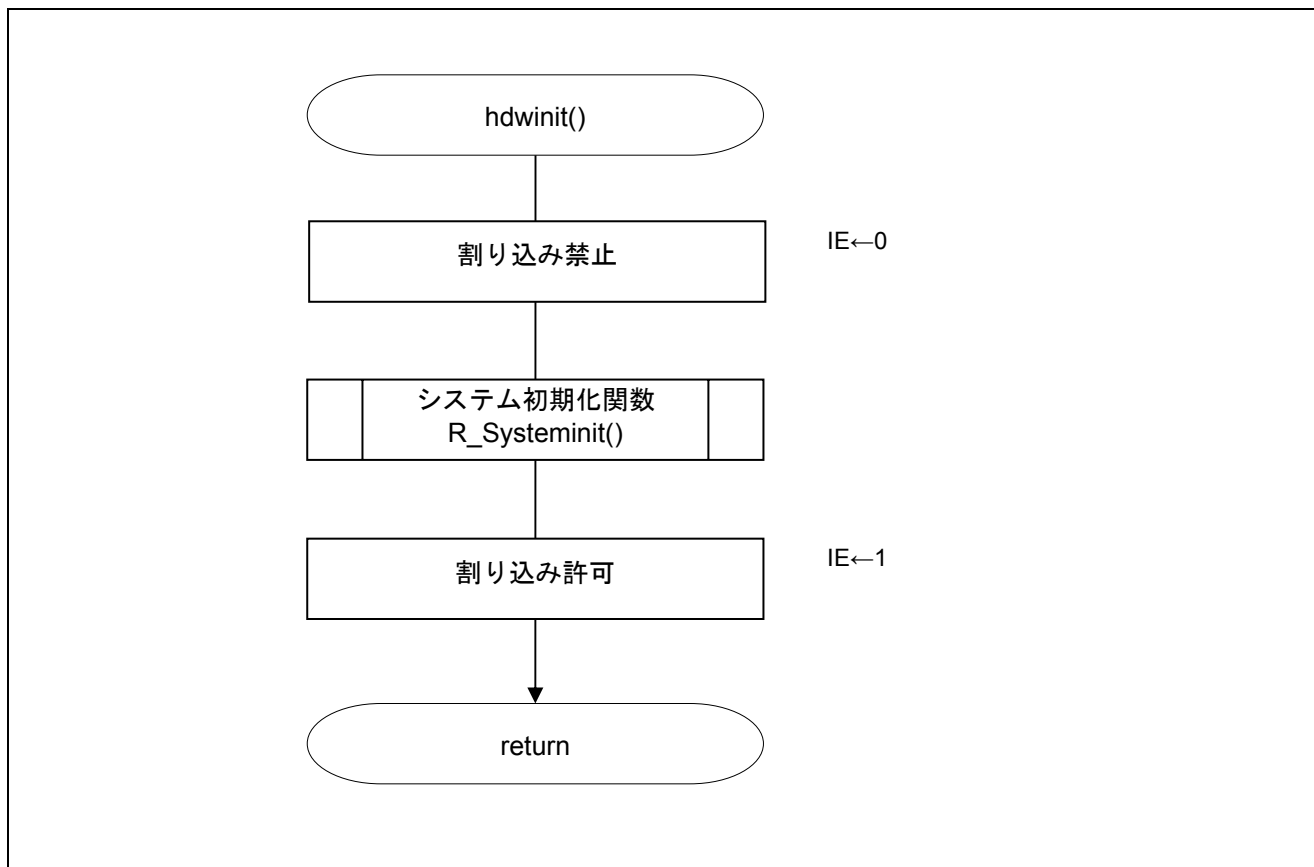 hdwinit()
割り込み禁止
IE←0
システム初期化関数
R_Systeminit()
割り込み許可
IE←1
return